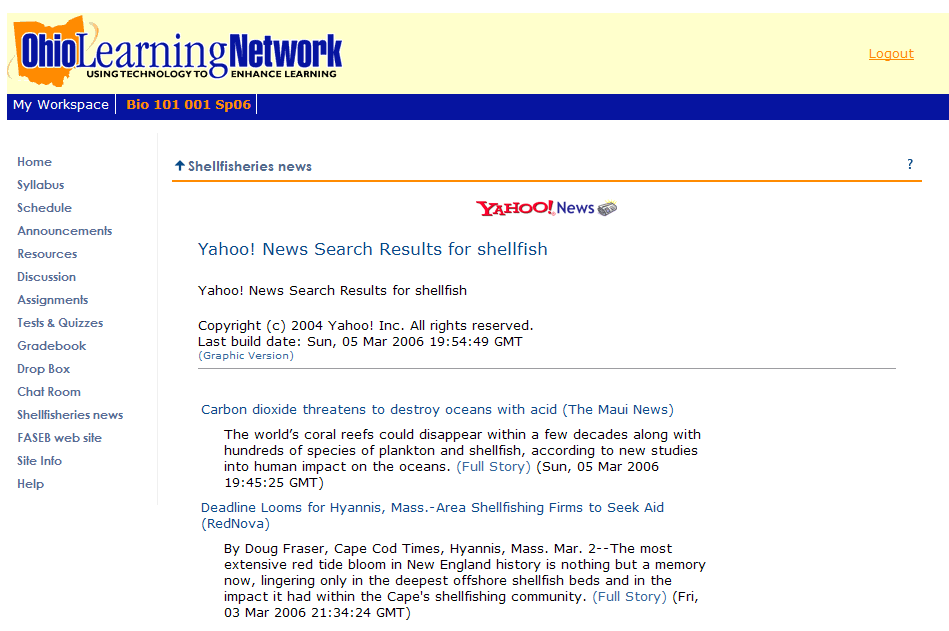 OhioLearningNetwork
USING TECHNOLOGY TO ENHANCE LEARNING
Logout
My Workspace
Bio 101 001 Sp06
Home
Syllabus
Schedule
Announcements
Resources
Discussion
Assignments
Tests & Quizzes
Gradebook
Drop Box
Chat Room
Shellfisheries news
FASEB web site
Site Info
Help
Shellfisheries news
?
YAHOO! News
Yahoo! News Search Results for shellfish
Yahoo! News Search Results for shellfish
Copyright (c) 2004 Yahoo! Inc. All rights reserved.
Last build date: Sun, 05 Mar 2006 19:54:49 GMT
(Graphic Version)
Carbon dioxide threatens to destroy oceans with acid (The Maui News)
The world’s coral reefs could disappear within a few decades along with
hundreds of species of plankton and shellfish, according to new studies
into human impact on the oceans. (Full Story) (Sun, 05 Mar 2006
19:45:25 GMT)
Deadline Looms for Hyannis, Mass.-Area Shellfishing Firms to Seek Aid
(RedNova)
By Doug Fraser, Cape Cod Times, Hyannis, Mass. Mar. 2--The most
extensive red tide bloom in New England history is nothing but a memory
now, lingering only in the deepest offshore shellfish beds and in the
impact it had within the Cape's shellfishing community. (Full Story) (Fri,
03 Mar 2006 21:34:24 GMT)